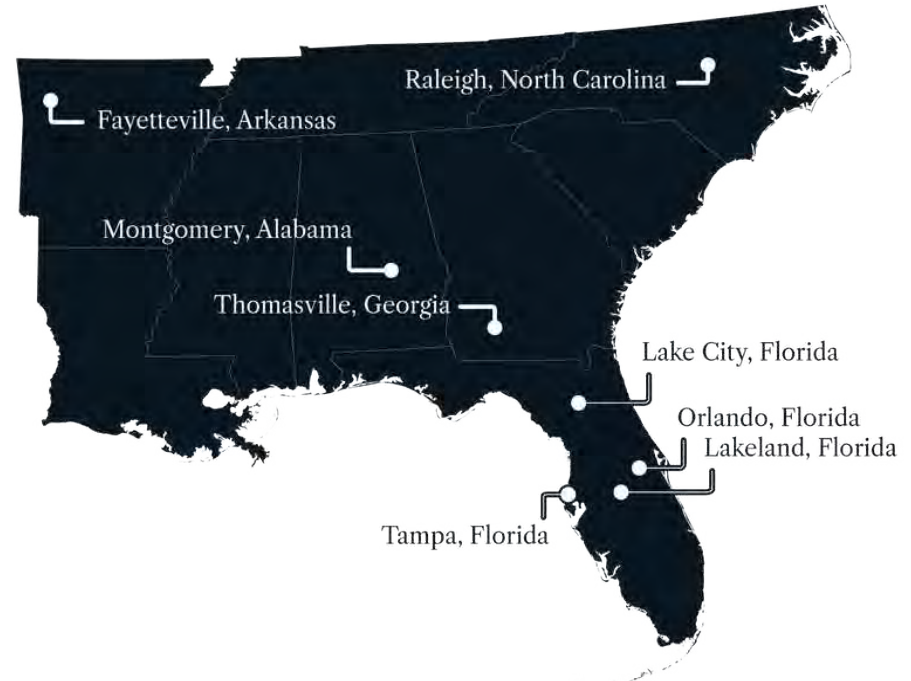 Raleigh, North Carolina
Fayetteville, Arkansas
Montgomery, Alabama
Thomasville, Georgia
Lake City, Florida
Orlando, Florida
Lakeland, Florida
Tampa, Florida